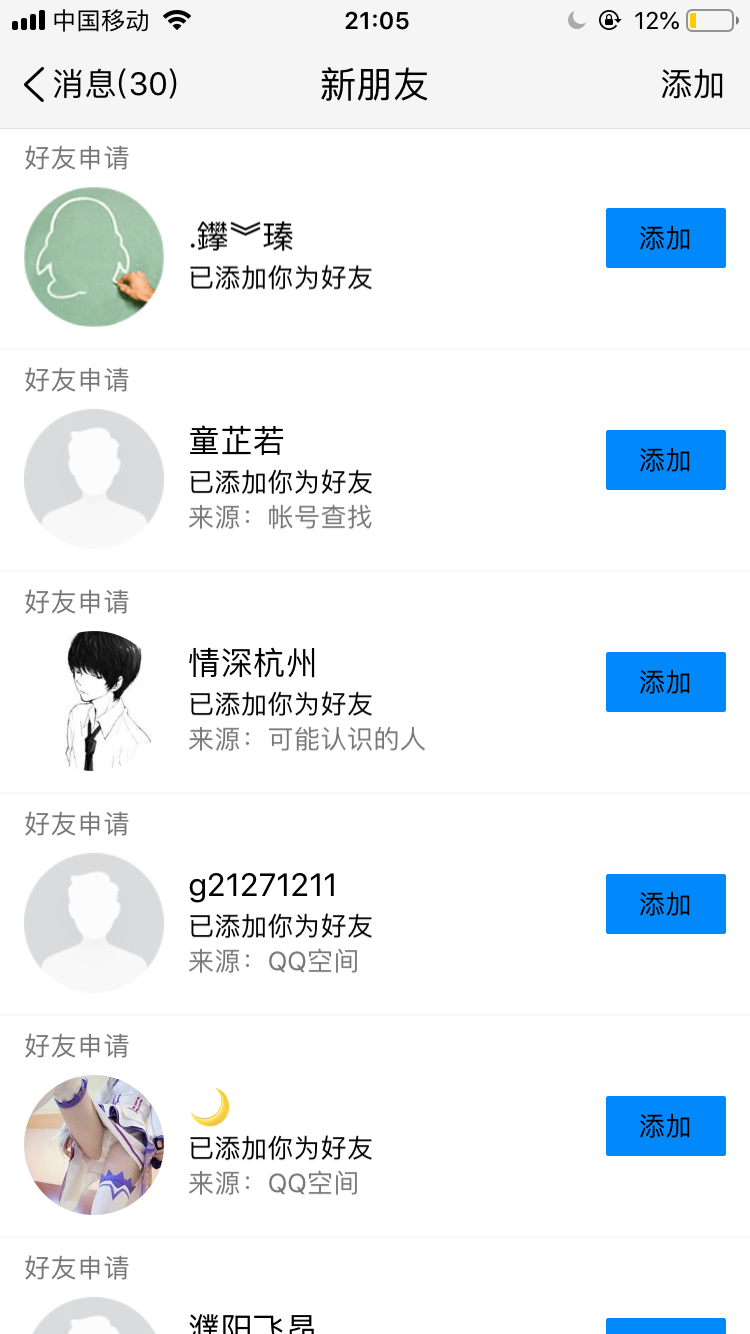 中国移动
21:05
12%
消息(30)
新朋友
添加
好友申请
.鑻︾瑧
已添加你为好友
添加
好友申请
童芷若
已添加你为好友
来源：帐号查找
添加
好友申请
情深杭州
已添加你为好友
来源：可能认识的人
添加
好友申请
g21271211
已添加你为好友
来源：QQ空间
添加
好友申请
🌙
已添加你为好友
来源：QQ空间
添加
好友申请
濮阳飞昂